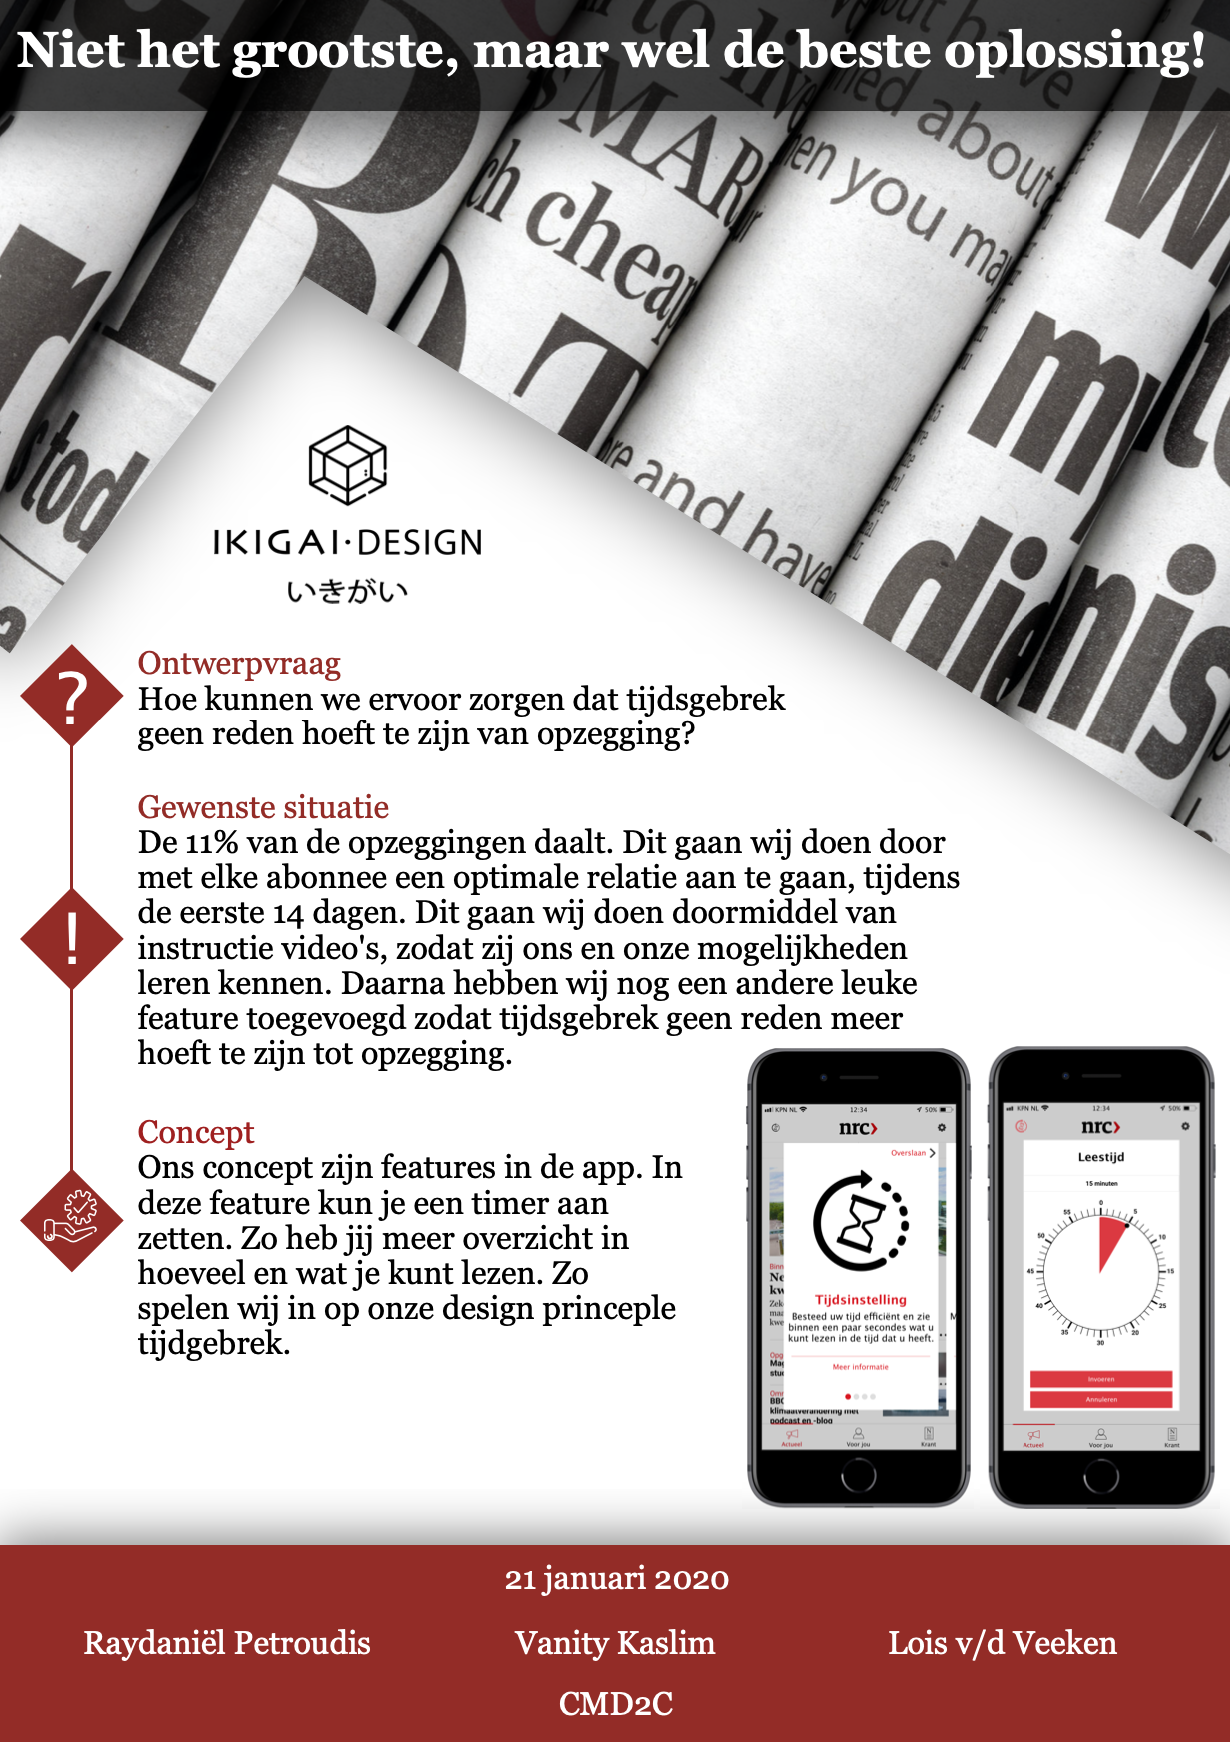 Niet het grootste, maar wel de beste oplossing!
IKIGAI·DESIGN
いきがい
?
Ontwerpvraag
Hoe kunnen we ervoor zorgen dat tijdsgebrek
geen reden hoeft te zijn van opzegging?
Gewenste situatie
De 11% van de opzeggingen daalt. Dit gaan wij doen door
met elke abonnee een optimale relatie aan te gaan, tijdens
!
de eerste 14 dagen. Dit gaan wij doen doormiddel van
instructie video's, zodat zij ons en onze mogelijkheden
leren kennen. Daarna hebben wij nog een andere leuke
feature toegevoegd zodat tijdsgebrek geen reden meer
hoeft te zijn tot opzegging.
Concept
Ons concept zijn features in de app. In
deze feature kun je een timer aan
zetten. Zo heb jij meer overzicht in
hoeveel en wat je kunt lezen. Zo
spelen wij in op onze design princeple
tijdgebrek.
KPN NL 12:34 50%
nrc>
Overslaan >
Tijdsinstelling
Besteed uw tijd efficiënt en zie
binnen een paar secondes wat u
kunt lezen in de tijd dat u heeft.
Meer informatie
klimaatverandering met
podcast en -blog
Actueel Voor jou Krant
KPN NL 12:34 50%
nrc>
Leestijd
15 minuten
0
5
10
15
20
25
30
35
40
45
50
55
Invoeren
Annuleren
Actueel Voor jou Krant
21 januari 2020
Raydaniël Petroudis Vanity Kaslim Lois v/d Veeken
CMD2C